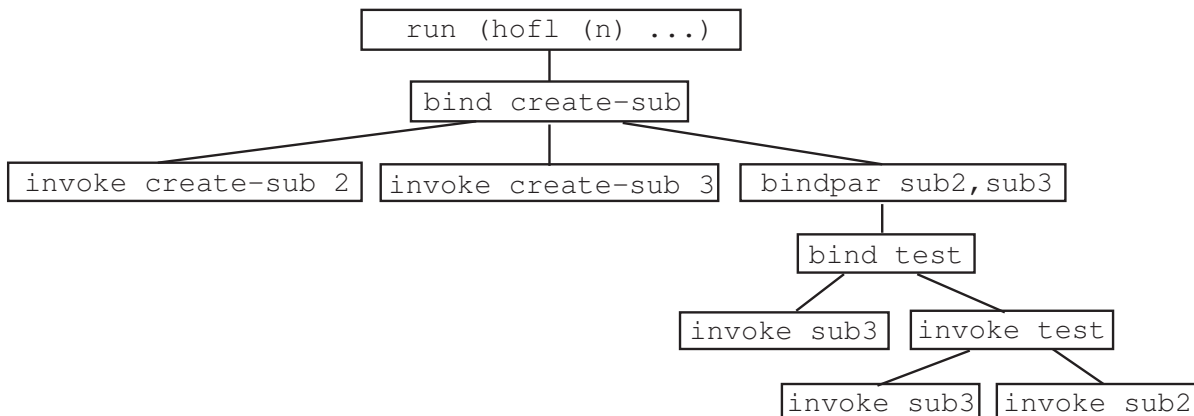 run (hofl (n) ...)
bind create-sub
invoke create-sub 2
invoke create-sub 3
bindpar sub2,sub3
bind test
invoke sub3
invoke test
invoke sub3
invoke sub2